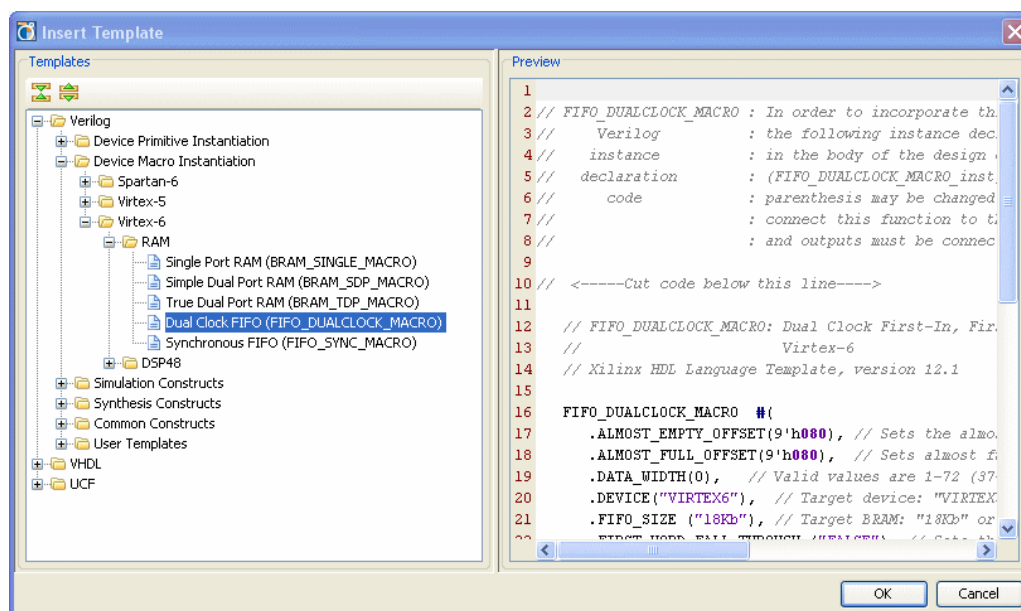 Insert Template
Templates
Verilog
Device Primitive Instantiation
Device Macro Instantiation
Spartan-6
Virtex-5
Virtex-6
RAM
Single Port RAM (BRAM_SINGLE_MACRO)
Simple Dual Port RAM (BRAM_SDP_MACRO)
True Dual Port RAM (BRAM_TDP_MACRO)
Dual Clock FIFO (FIFO_DUALCLOCK_MACRO)
Synchronous FIFO (FIFO_SYNC_MACRO)
DSP48
Simulation Constructs
Synthesis Constructs
Common Constructs
User Templates
VHDL
UCF
Preview
1
2 // FIFO_DUALCLOCK_MACRO : In order to incorporate th
3 // Verilog : the following instance dec
4 // instance : in the body of the design
5 // declaration : (FIFO_DUALCLOCK_MACRO_inst
6 // code : parenthesis may be changed
7 // : connect this function to t
8 // : and outputs must be connec
9
10 // <-----Cut code below this line---->
11
12 // FIFO_DUALCLOCK_MACRO: Dual Clock First-In, Fir
13 // Virtex-6
14 // Xilinx HDL Language Template, version 12.1
15
16 FIFO_DUALCLOCK_MACRO #(
17 .ALMOST_EMPTY_OFFSET(9'h080), // Sets the almo
18 .ALMOST_FULL_OFFSET(9'h080), // Sets almost f
19 .DATA_WIDTH(0), // Valid values are 1-72 (37
20 .DEVICE("VIRTEX6"), // Target device: "VIRTEX
21 .FIFO_SIZE ("18Kb"), // Target BRAM: "18Kb" or
OK
Cancel